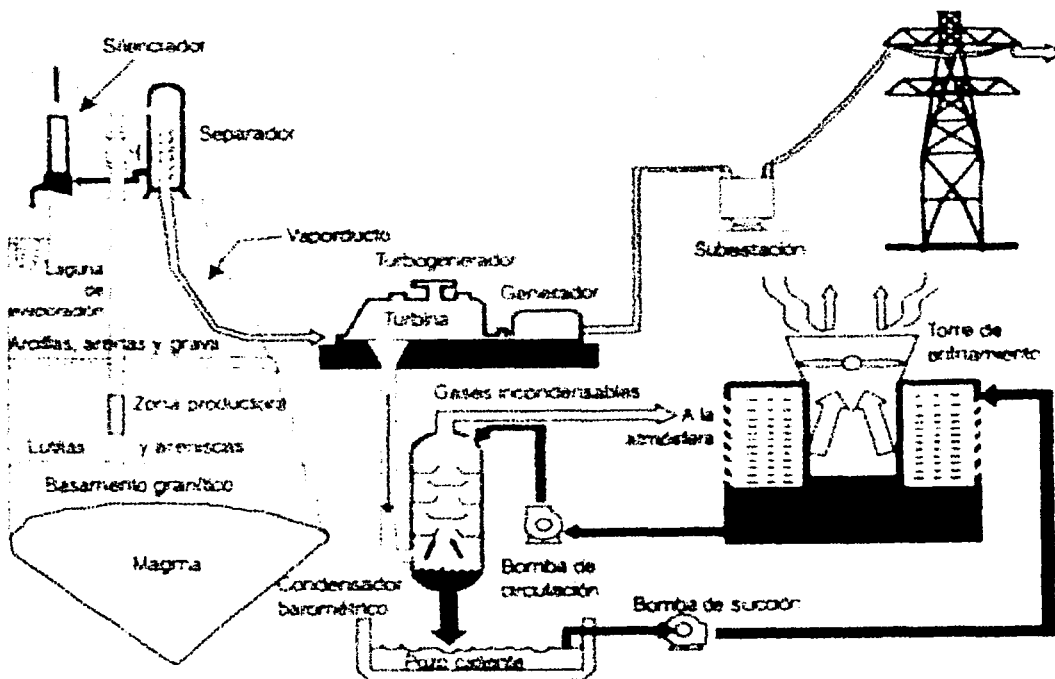 Silenciador
Separador
Vaporducto
Laguna
de
evaporación
Arcillas, arenas y grava
Zona productora
Lutitas y areniscas
Basamento granítico
Magma
Turbogenerador
Turbina
Generador
Subestación
Torre de
enfriamiento
Gases incondensables
A la
atmósfera
Condensador
barométrico
Bomba de
circulación
Bomba de succión
Pozo caliente